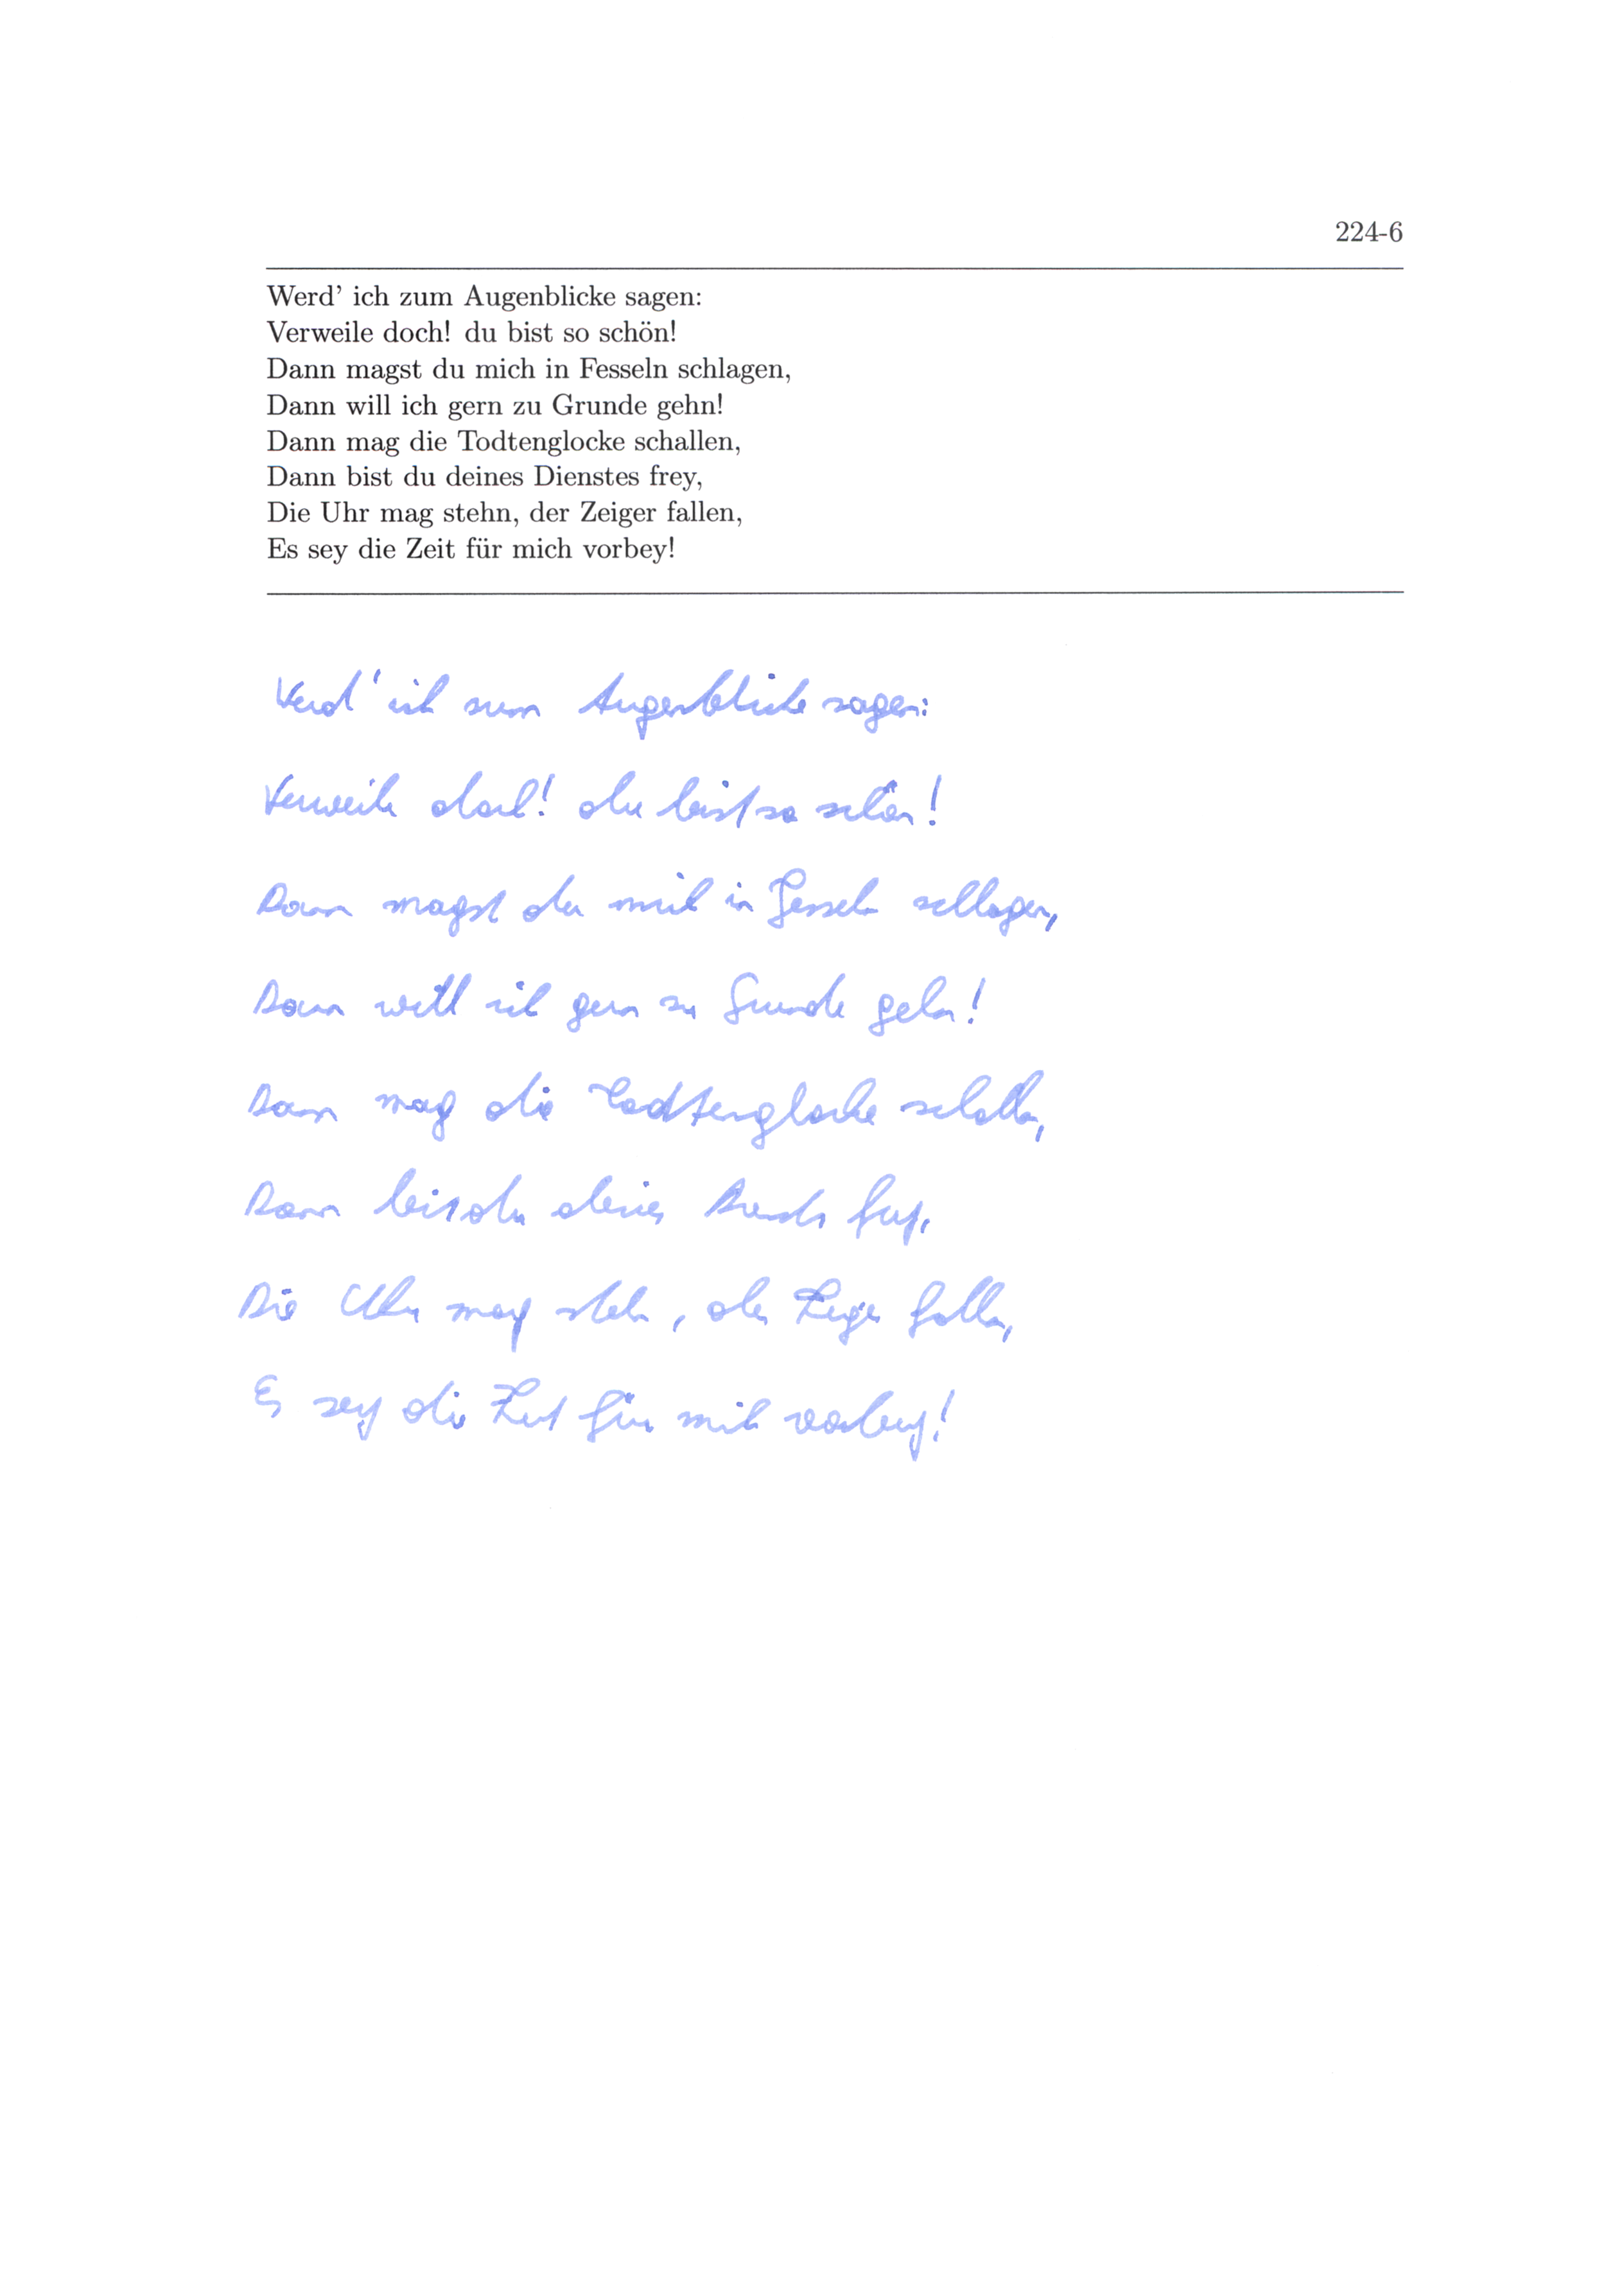 224-6
Werd' ich zum Augenblicke sagen:
Verweile doch! du bist so schön!
Dann magst du mich in Fesseln schlagen,
Dann will ich gern zu Grunde gehn!
Dann mag die Todtenglocke schallen,
Dann bist du deines Dienstes frey,
Die Uhr mag stehn, der Zeiger fallen,
Es sey die Zeit für mich vorbey!
Werd' ich zum Augenblicke sagen:
Verweile doch! du bist so schön!
Dann magst du mich in Fesseln schlagen,
Dann will ich gern zu Grunde gehn!
Dann mag die Todtenglocke schallen,
Dann bist du deines Dienstes frey,
Die Uhr mag stehn, der Zeiger fallen,
Es sey die Zeit für mich vorbey!